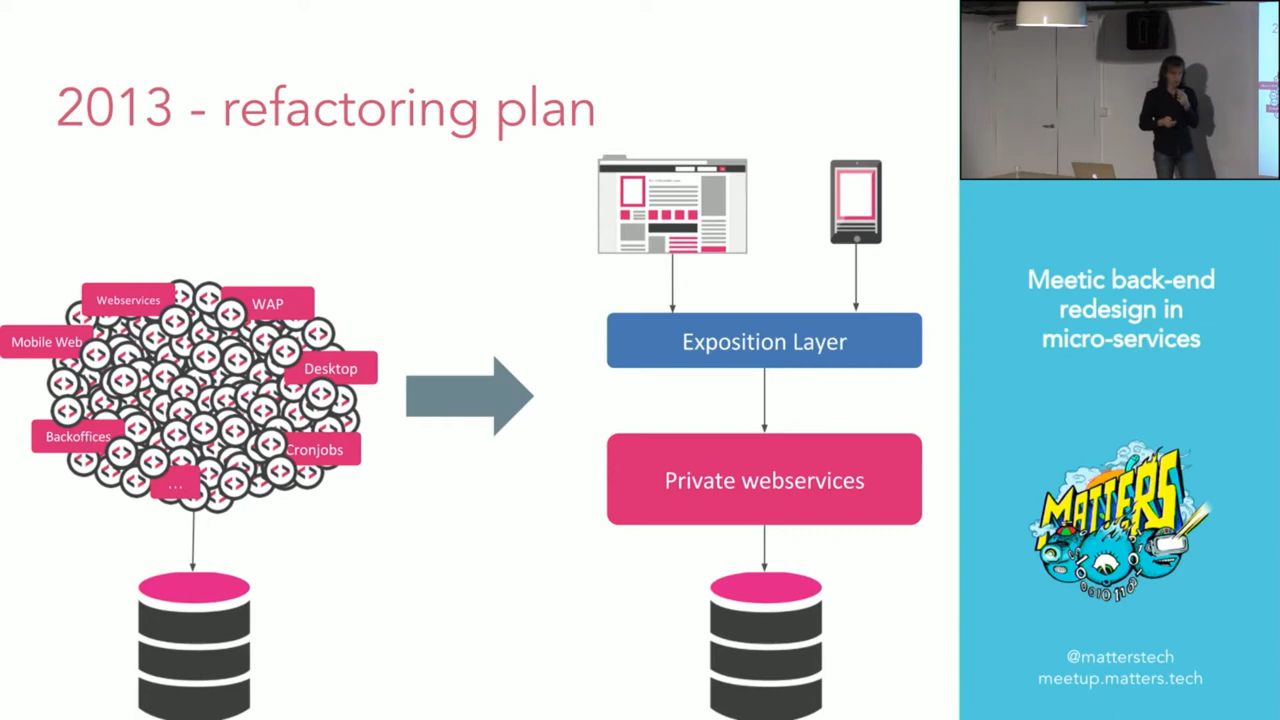 2013 - refactoring plan
Webservices
WAP
Mobile Web
Desktop
Backoffices
Cronjobs
...
Exposition Layer
Private webservices
Meetic back-end
redesign in
micro-services
MATTERS
@matterstech
meetup.matters.tech